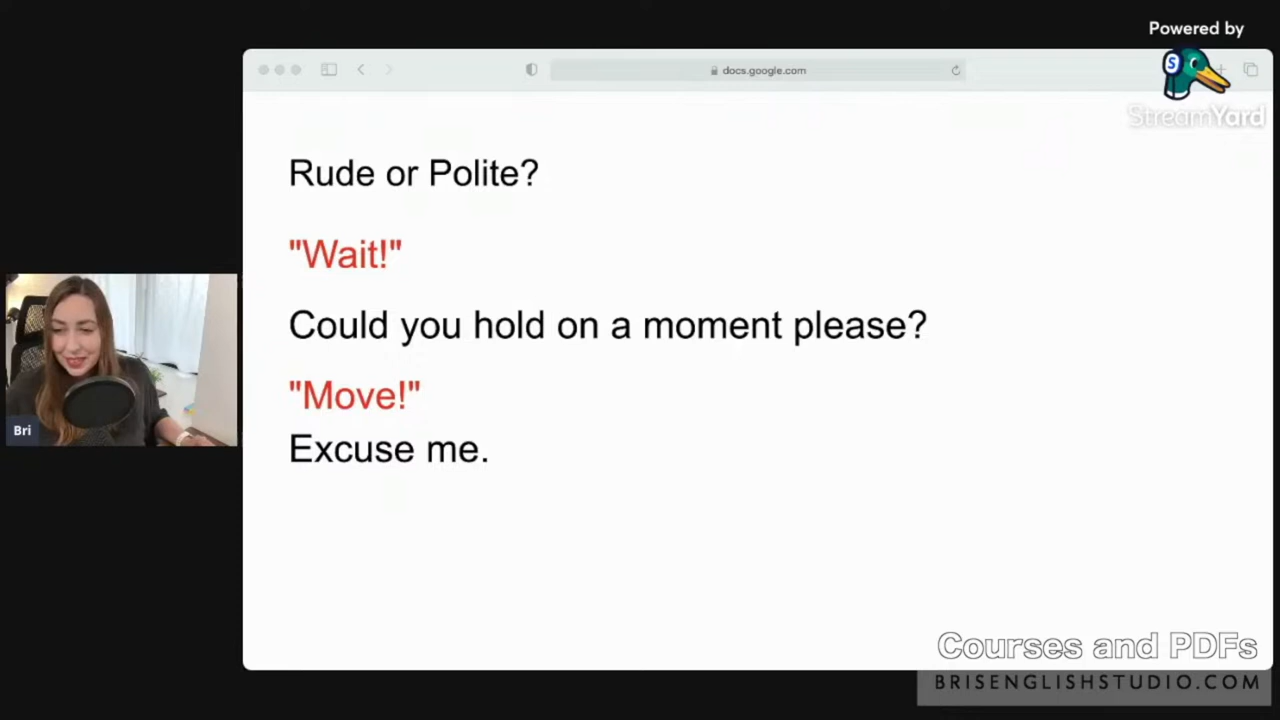 Powered by
docs.google.com
S
StreamYard
Rude or Polite?
"Wait!"
Could you hold on a moment please?
"Move!"
Excuse me.
Bri
Courses and PDFs
BRISENGLISHSTUDIO.COM